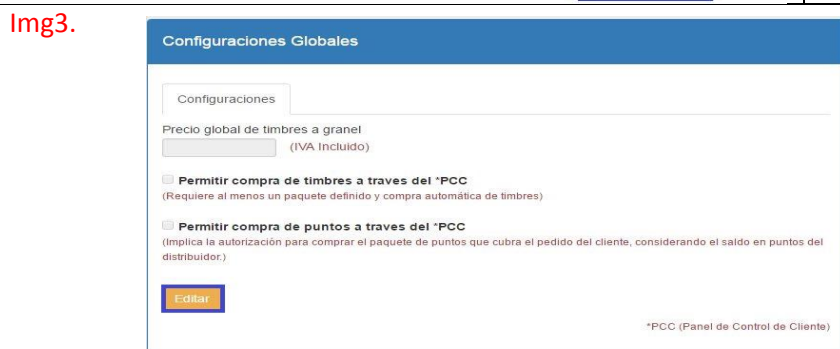 Img3.
Configuraciones Globales
Configuraciones
Precio global de timbres a granel
(IVA Incluido)
Permitir compra de timbres a traves del *PCC
(Requiere al menos un paquete definido y compra automática de timbres)
Permitir compra de puntos a traves del *PCC
(Implica la autorización para comprar el paquete de puntos que cubra el pedido del cliente, considerando el saldo en puntos del
distribuidor.)
Editar
*PCC (Panel de Control de Cliente)